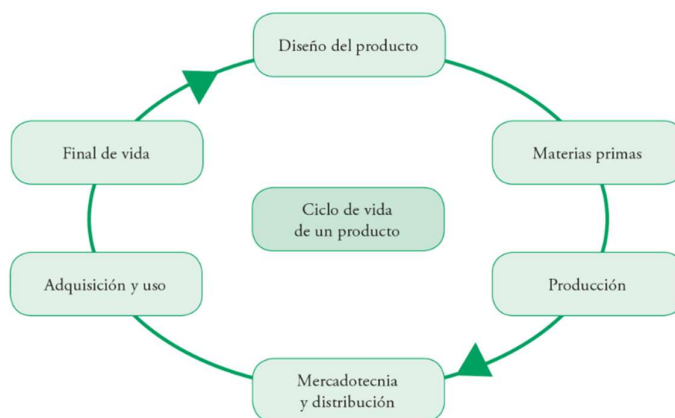 Diseño del producto
Final de vida
Materias primas
Ciclo de vida
de un producto
Adquisición y uso
Producción
Mercadotecnia
y distribución